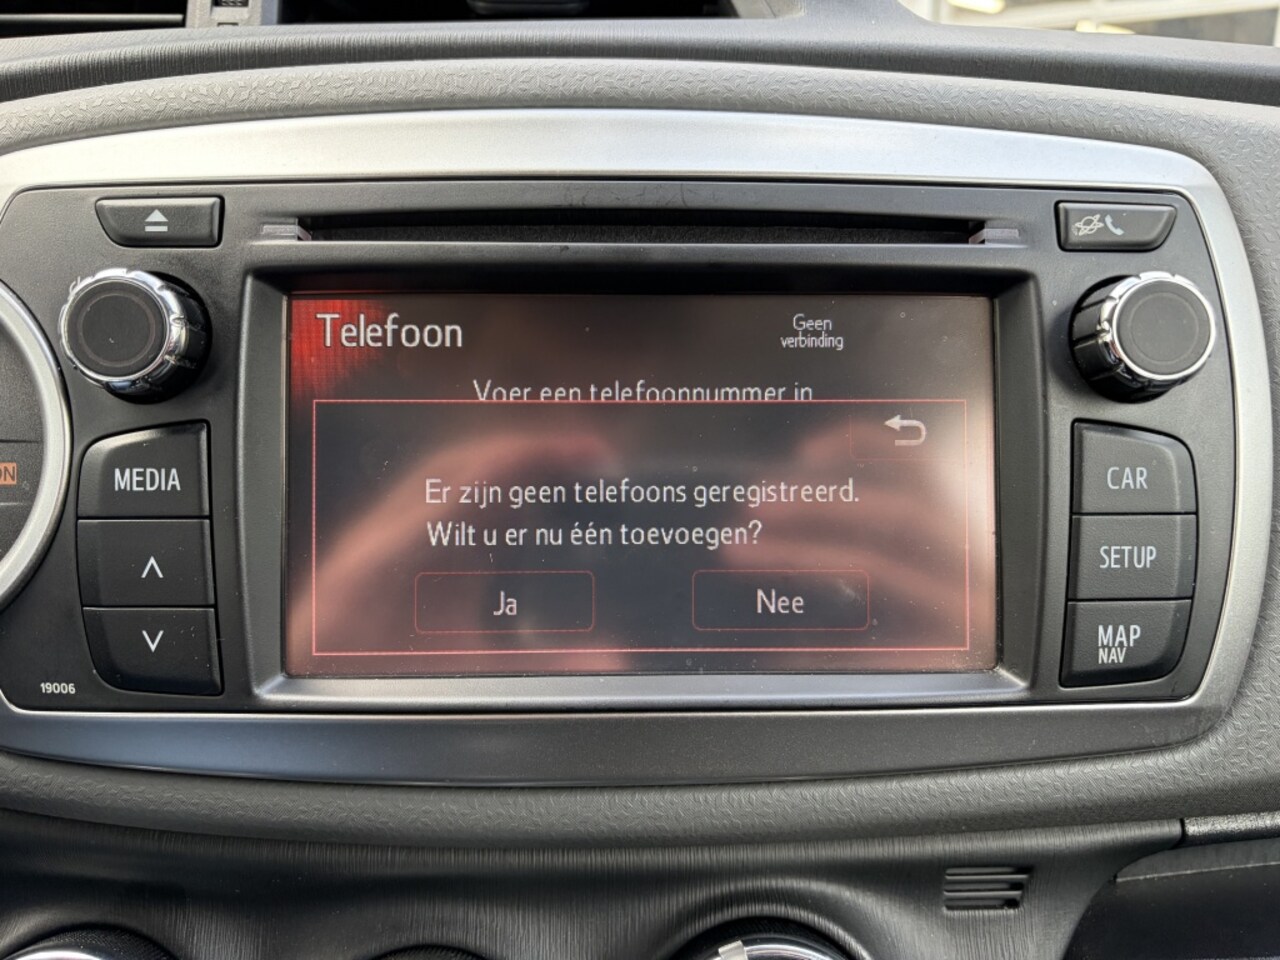 Telefoon
Geen
verbinding
Voer een telefoonnummer in
Er zijn geen telefoons geregistreerd.
Wilt u er nu één toevoegen?
Ja
Nee
MEDIA
19006
CAR
SETUP
MAP
NAV